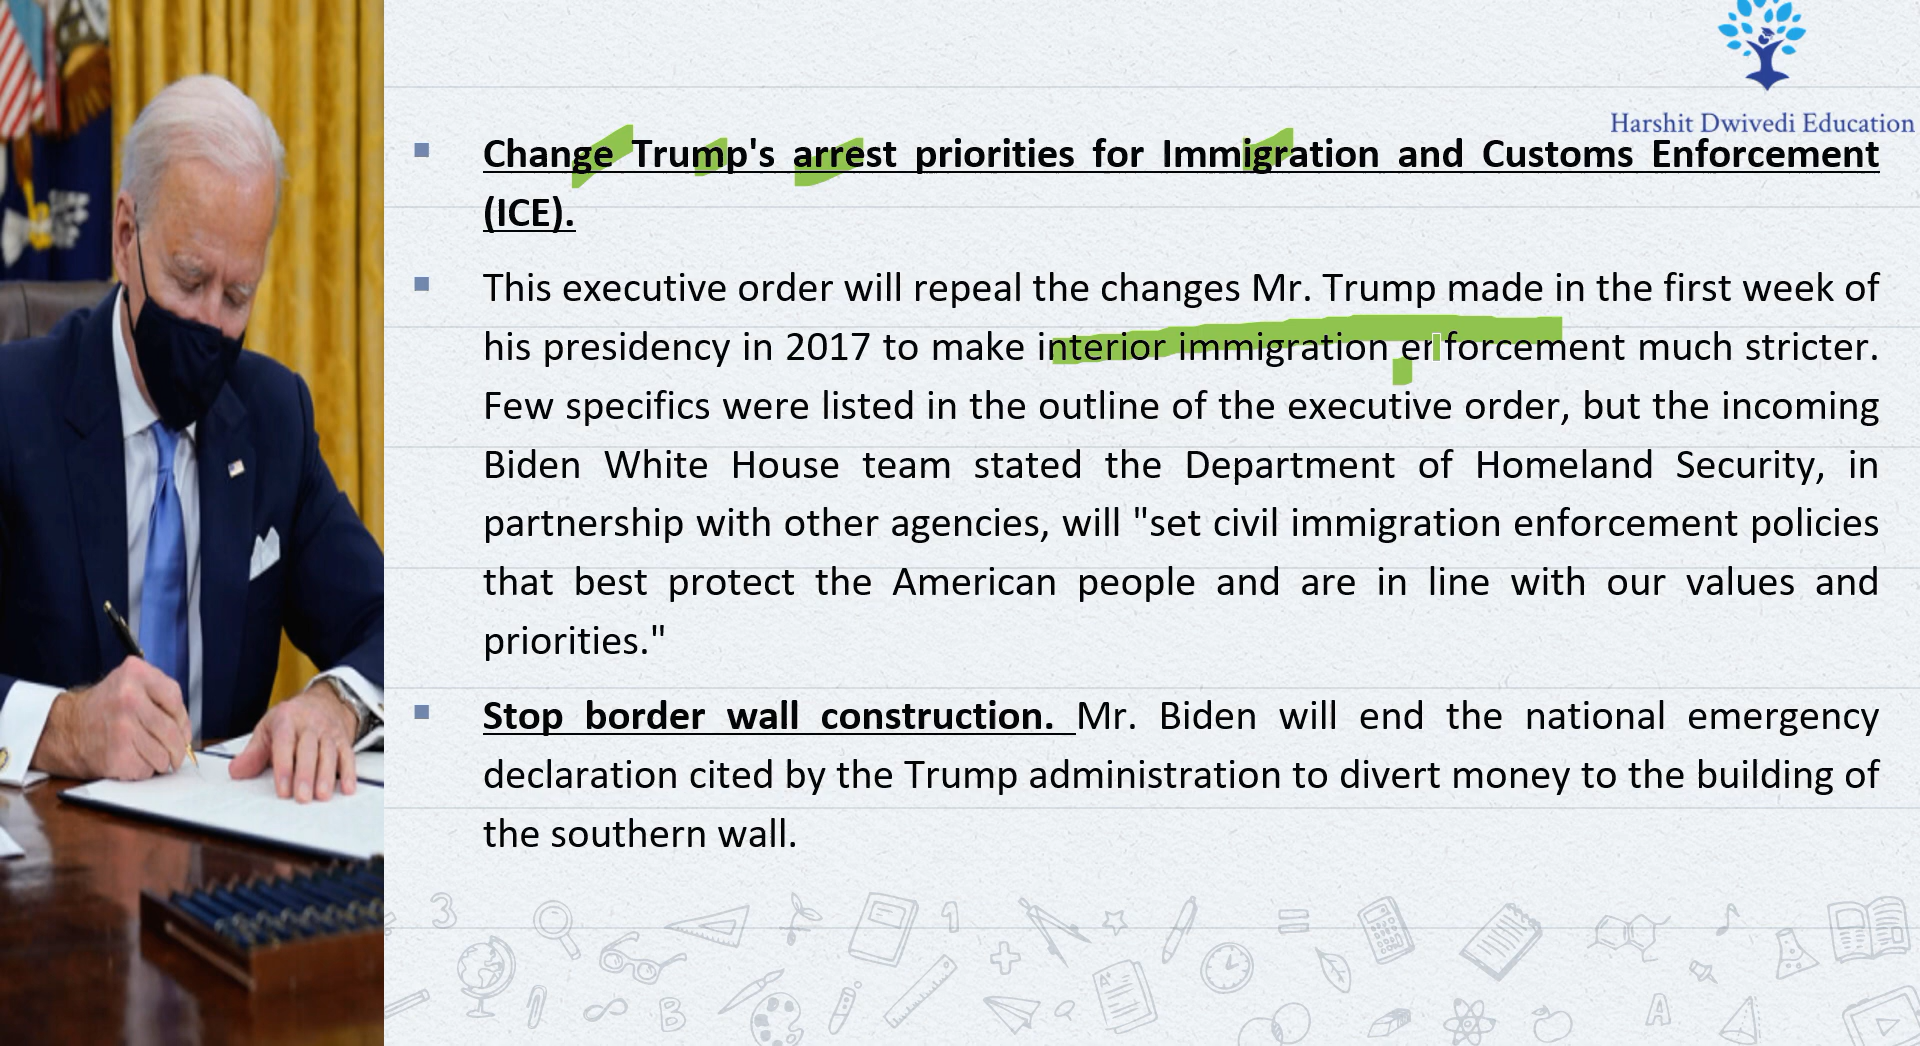 Harshit Dwivedi Education
▪ Change Trump's arrest priorities for Immigration and Customs Enforcement
(ICE).
▪ This executive order will repeal the changes Mr. Trump made in the first week of
his presidency in 2017 to make interior immigration enforcement much stricter.
Few specifics were listed in the outline of the executive order, but the incoming
Biden White House team stated the Department of Homeland Security, in
partnership with other agencies, will "set civil immigration enforcement policies
that best protect the American people and are in line with our values and
priorities."
▪ Stop border wall construction. Mr. Biden will end the national emergency
declaration cited by the Trump administration to divert money to the building of
the southern wall.